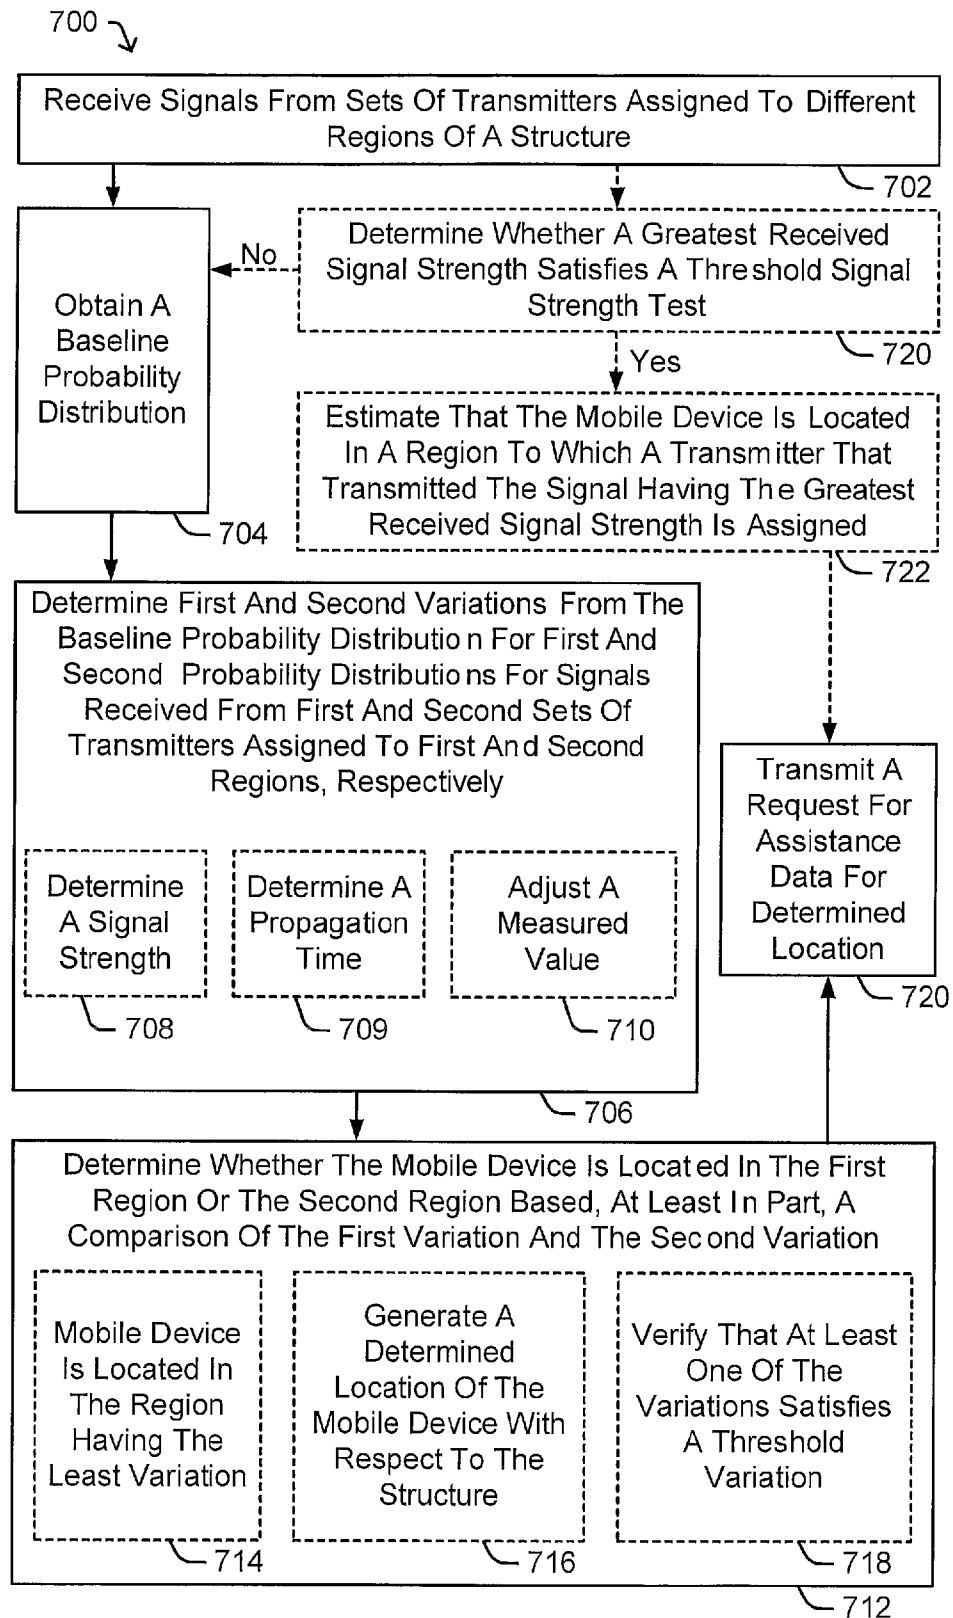 700
Receive Signals From Sets Of Transmitters Assigned To Different
Regions Of A Structure
702
Determine Whether A Greatest Received
Signal Strength Satisfies A Threshold Signal
Strength Test
720
No
Yes
Obtain A
Baseline
Probability
Distribution
704
Estimate That The Mobile Device Is Located
In A Region To Which A Transmitter That
Transmitted The Signal Having The Greatest
Received Signal Strength Is Assigned
722
Determine First And Second Variations From The
Baseline Probability Distribution For First And
Second Probability Distributions For Signals
Received From First And Second Sets Of
Transmitters Assigned To First And Second
Regions, Respectively
Determine
A Signal
Strength
708
Determine A
Propagation
Time
709
Adjust A
Measured
Value
710
706
Transmit A
Request For
Assistance
Data For
Determined
Location
720
Determine Whether The Mobile Device Is Located In The First
Region Or The Second Region Based, At Least In Part, A
Comparison Of The First Variation And The Second Variation
Mobile Device
Is Located In
The Region
Having The
Least Variation
714
Generate A
Determined
Location Of The
Mobile Device With
Respect To The
Structure
716
Verify That At Least
One Of The
Variations Satisfies
A Threshold
Variation
718
712